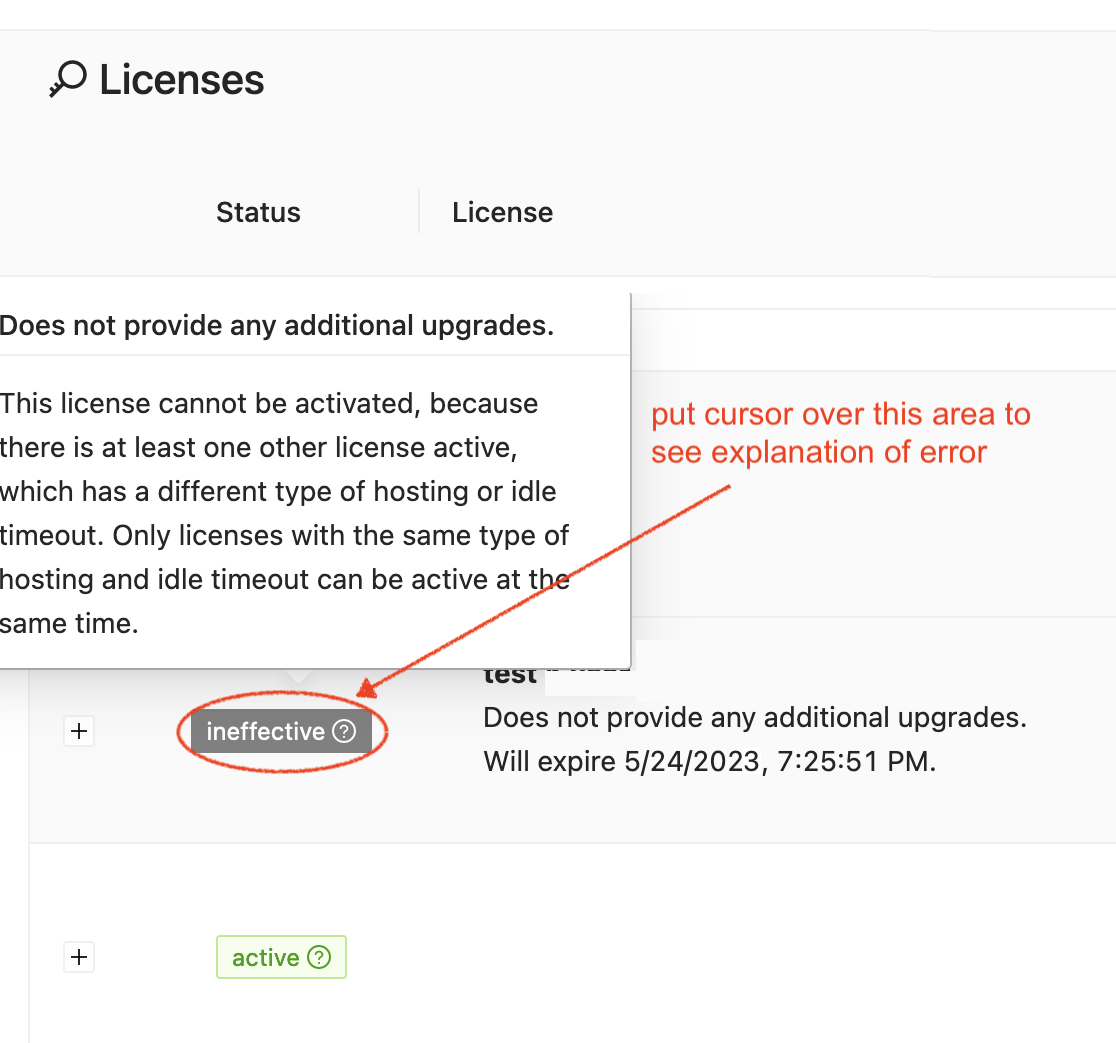 Licenses
Status
License
Does not provide any additional upgrades.
This license cannot be activated, because
there is at least one other license active,
which has a different type of hosting or idle
timeout. Only licenses with the same type of
hosting and idle timeout can be active at the
same time.
put cursor over this area to
see explanation of error
test
ineffective
Does not provide any additional upgrades.
Will expire 5/24/2023, 7:25:51 PM.
active